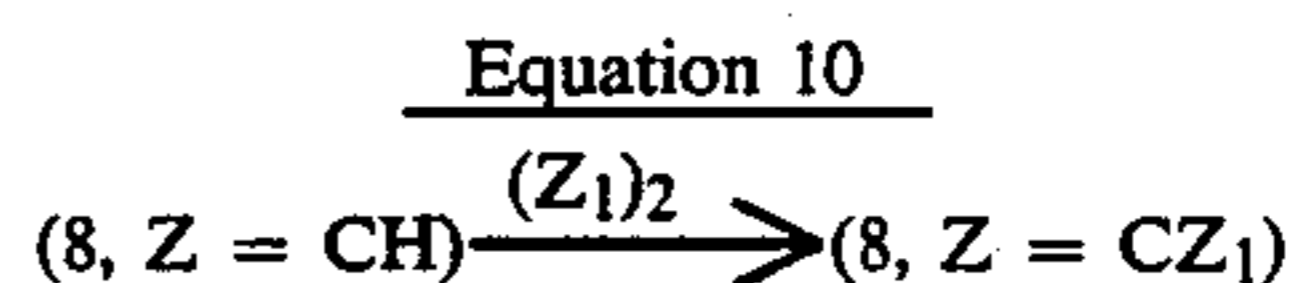 Equation 10
(Z₁)₂
(8, Z = CH) ⟶ (8, Z = CZ₁)